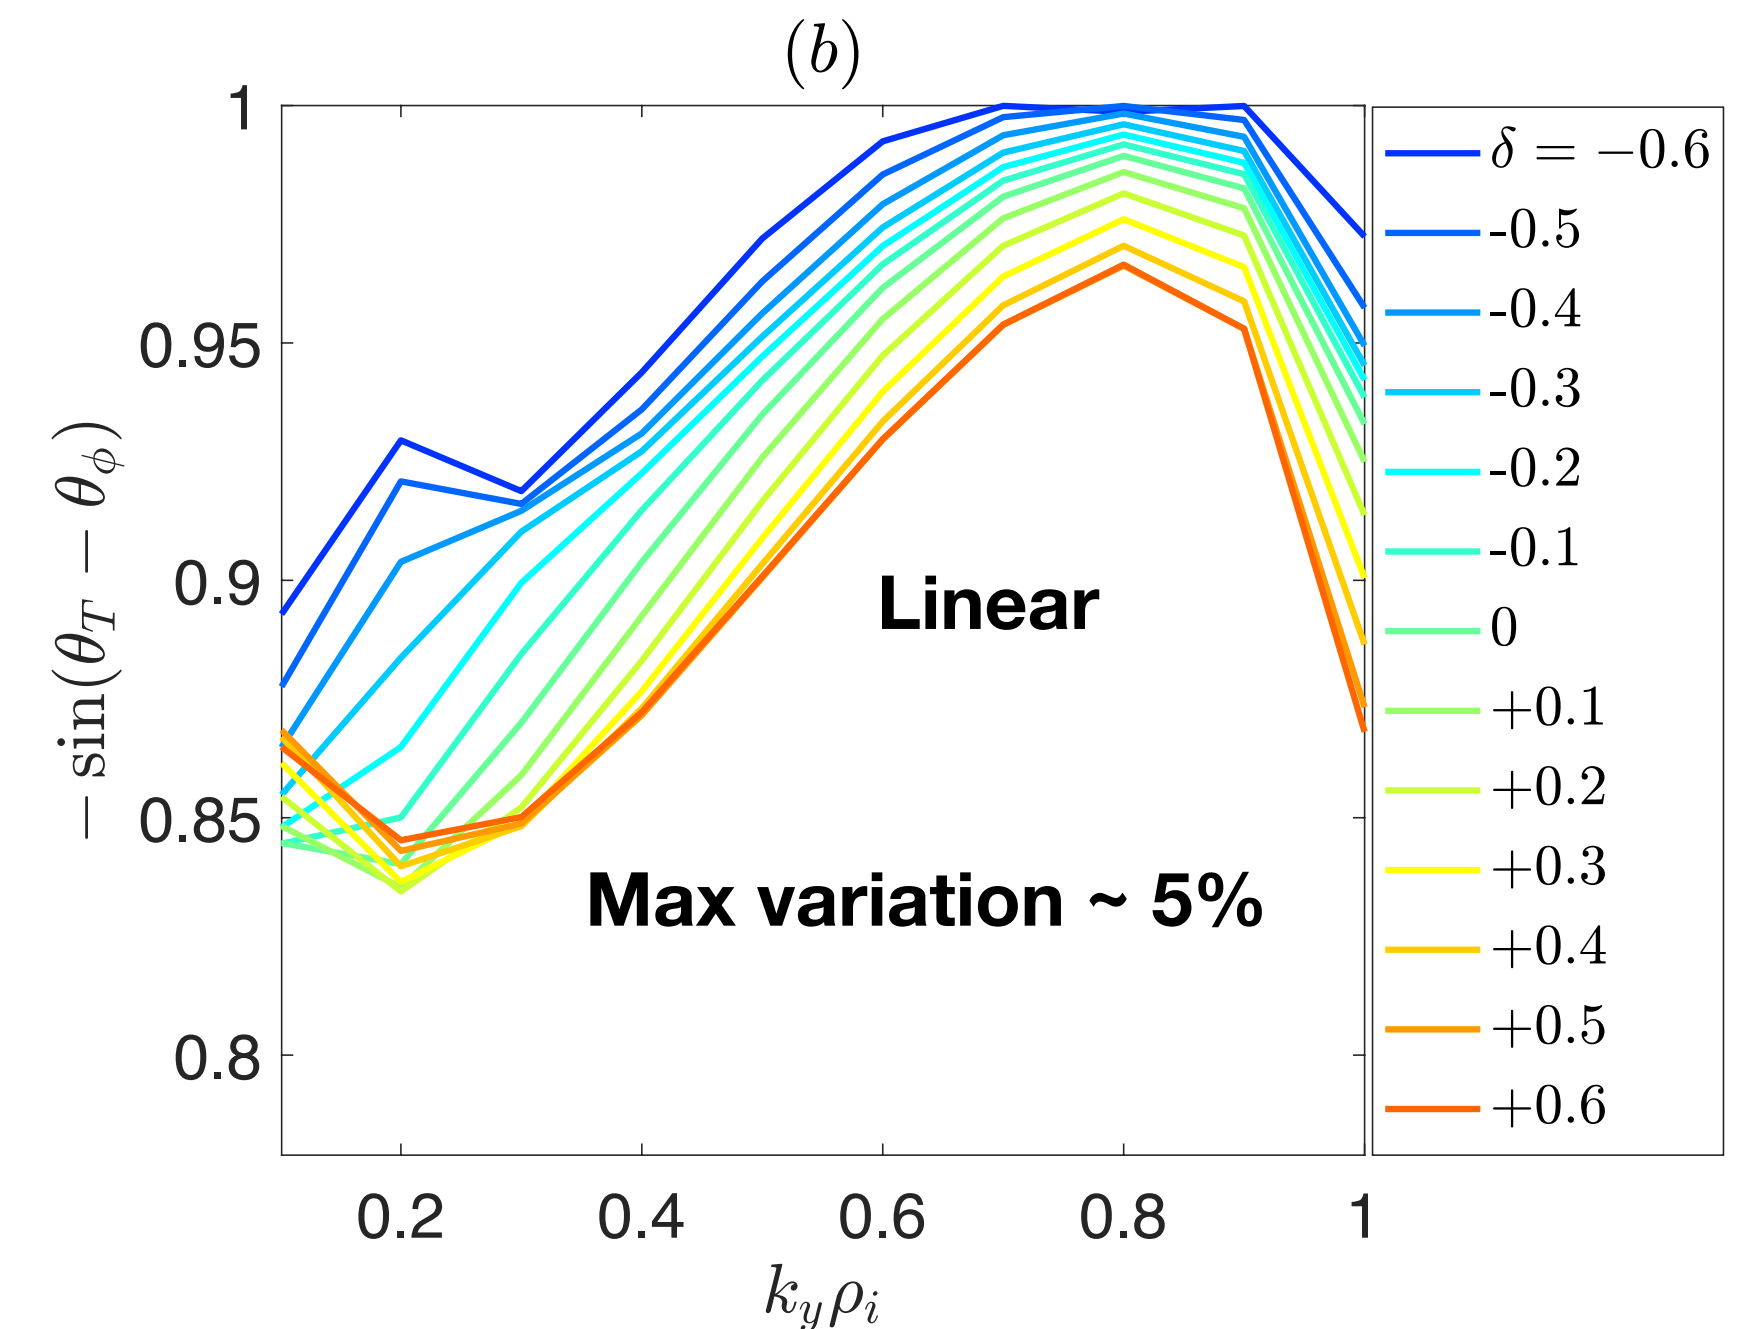 (b)
1
0.95
0.9
0.85
0.8
− sin(θ_T − θ_ϕ)
Linear
Max variation ~ 5%
0.2 0.4 0.6 0.8 1
k_yρ_i
δ = −0.6
-0.5
-0.4
-0.3
-0.2
-0.1
0
+0.1
+0.2
+0.3
+0.4
+0.5
+0.6